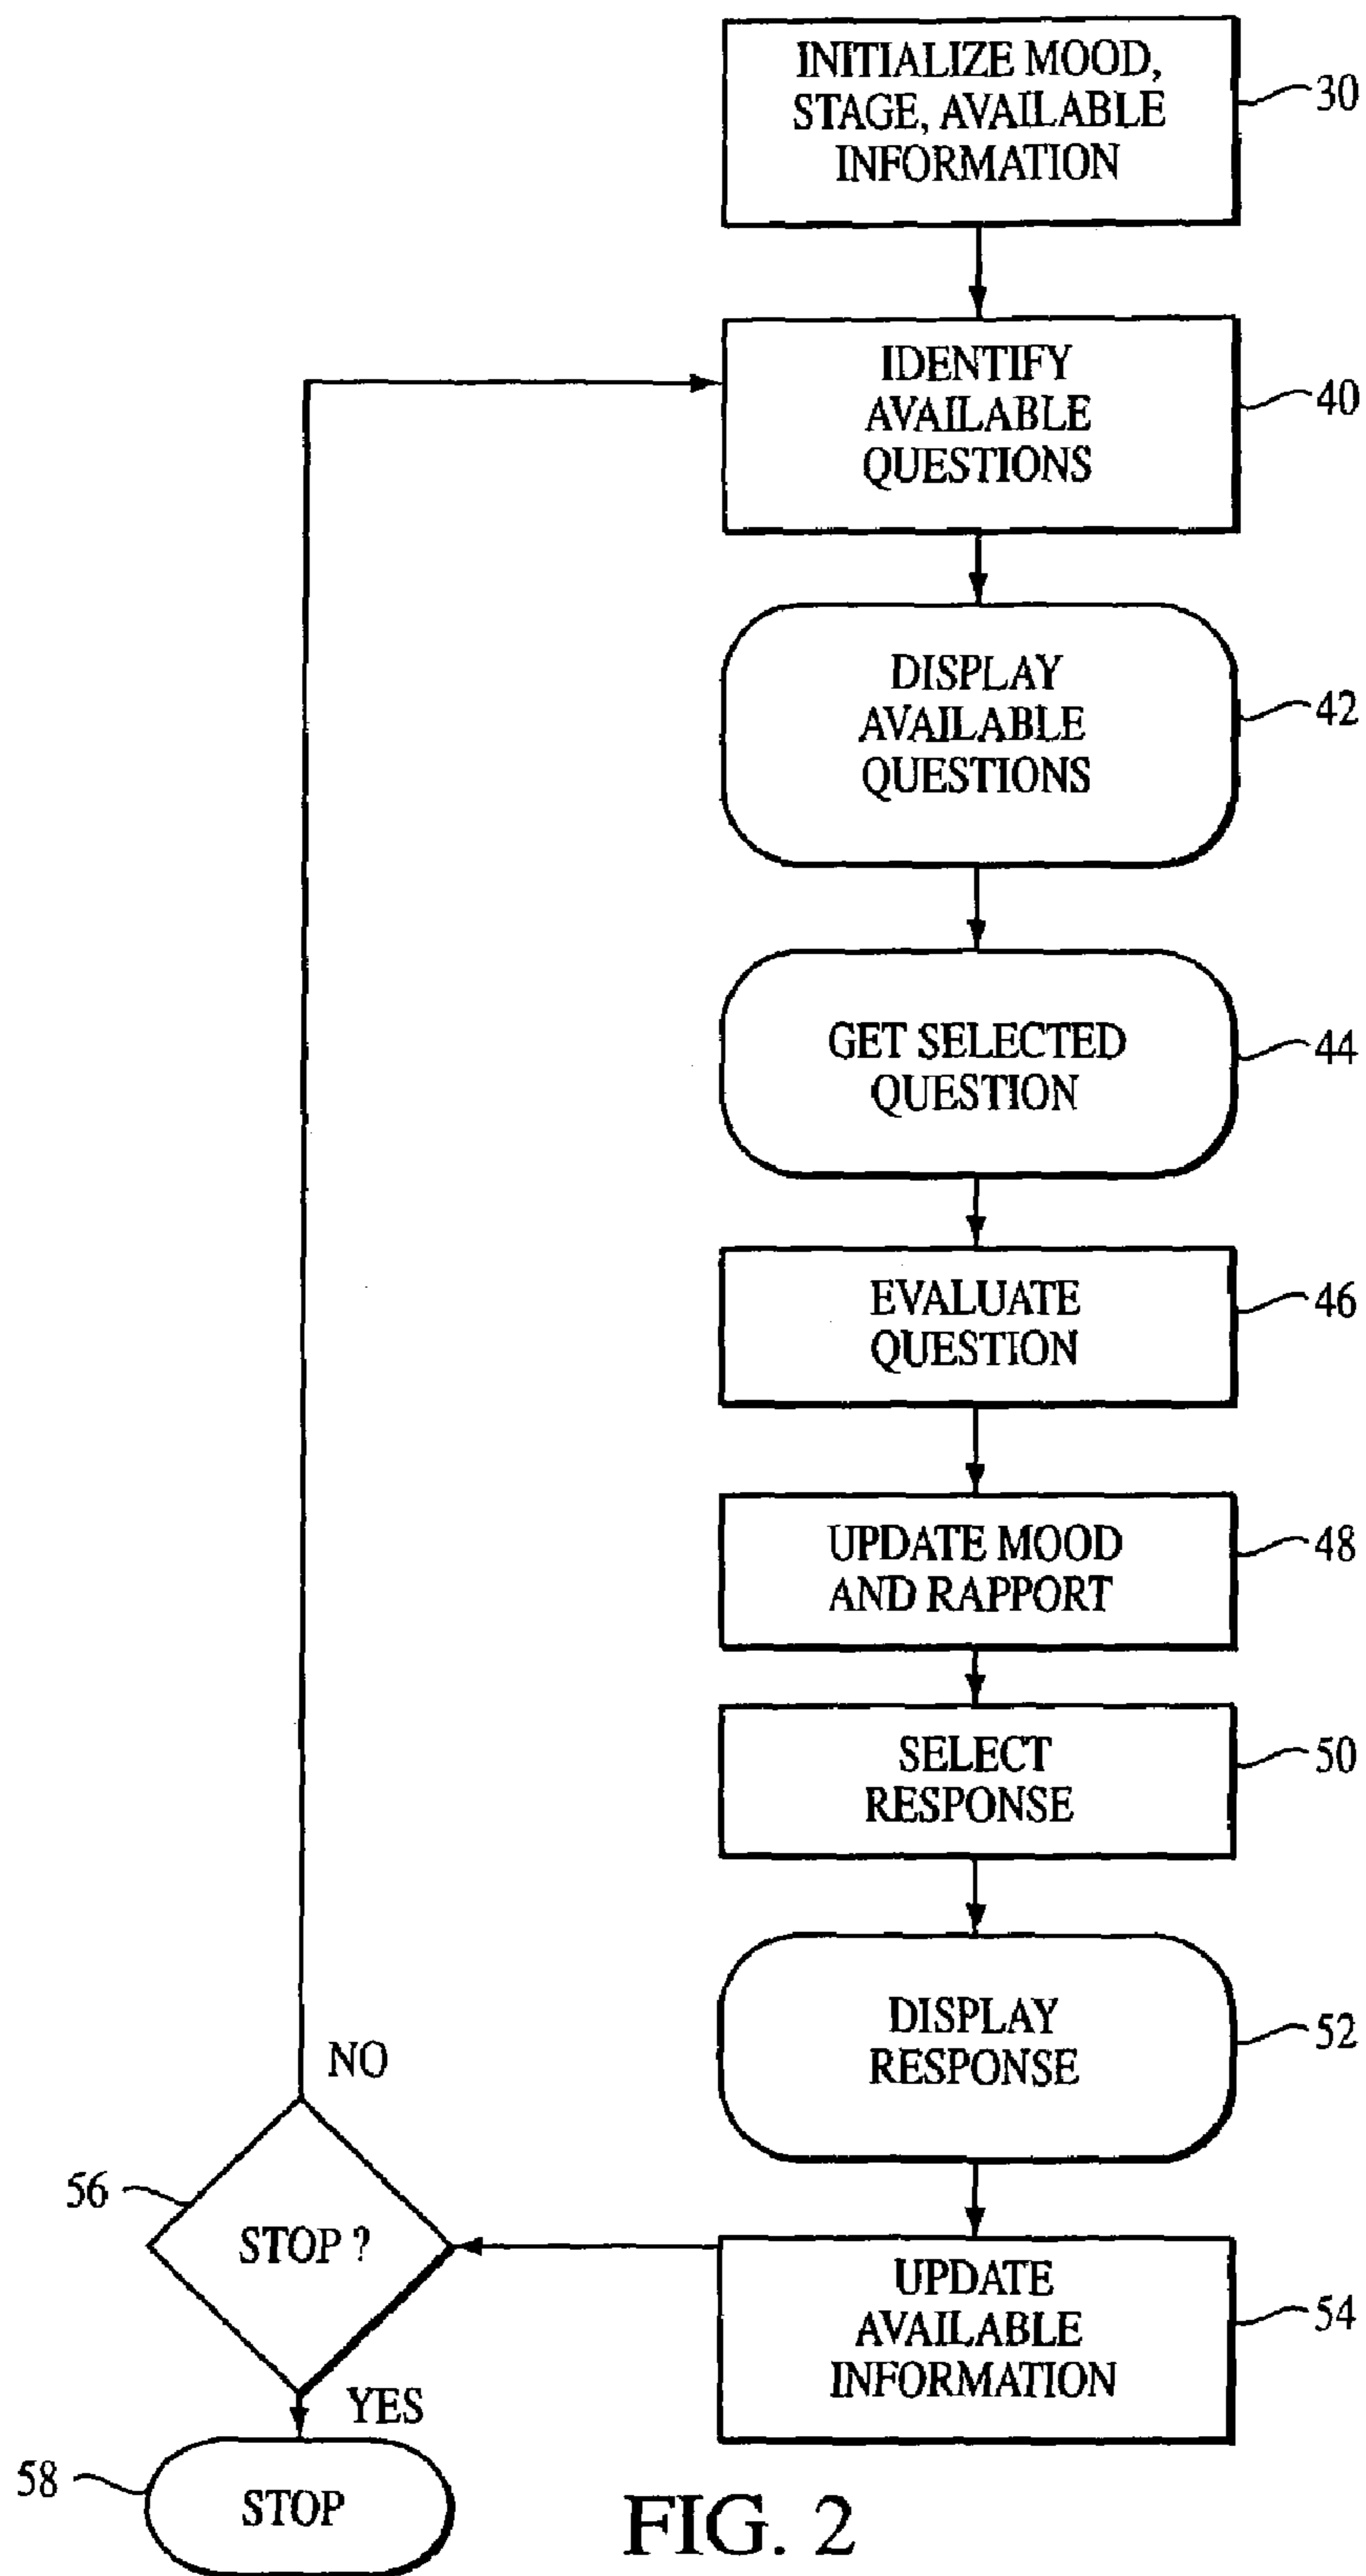 INITIALIZE MOOD,
STAGE, AVAILABLE
INFORMATION
30
IDENTIFY
AVAILABLE
QUESTIONS
40
DISPLAY
AVAILABLE
QUESTIONS
42
GET SELECTED
QUESTION
44
EVALUATE
QUESTION
46
UPDATE MOOD
AND RAPPORT
48
SELECT
RESPONSE
50
DISPLAY
RESPONSE
52
UPDATE
AVAILABLE
INFORMATION
54
NO
56
STOP ?
YES
58
STOP
FIG. 2